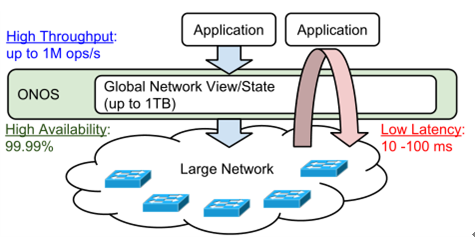 Application
Application
High Throughput:
up to 1M ops/s
ONOS
Global Network View/State
(up to 1TB)
High Availability:
99.99%
Low Latency:
10 -100 ms
Large Network